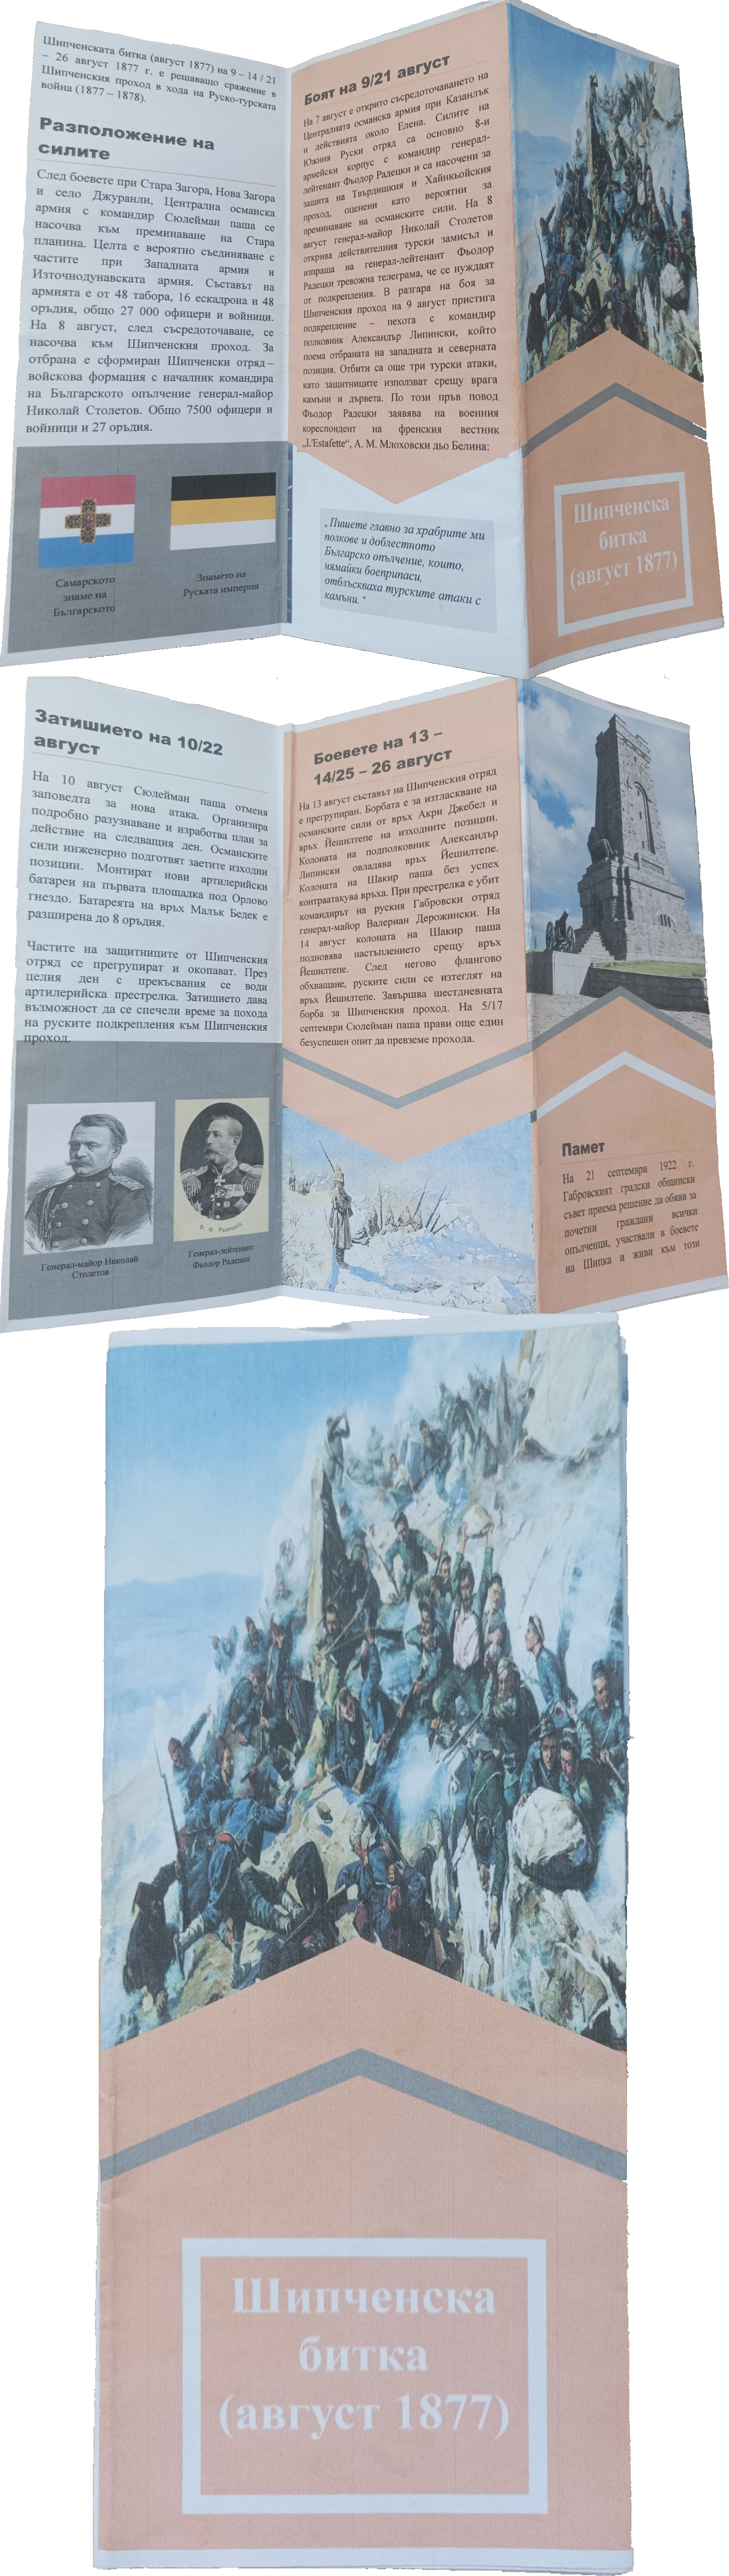 Шипченската битка (август 1877) на 9 – 14 / 21
– 26 август 1877 г. е решаващо сражение в
Шипченския проход в хода на Руско-турската
война (1877 – 1878).
Разположение на
силите
След боевете при Стара Загора, Нова Загора
и село Джуранли, Централна османска
армия с командир Сюлейман паша се
насочва към преминаване на Стара
планина. Целта е вероятно съединяване с
частите при Западната армия и
Източнодунавската армия. Съставът на
армията е от 48 табора, 16 ескадрона и 48
оръдия, общо 27 000 офицери и войници.
На 8 август, след съсредоточаване, се
насочва към Шипченския проход. За
отбрана е сформиран Шипченски отряд –
войскова формация с началник командира
на Българското опълчение генерал-майор
Николай Столетов. Общо 7500 офицери и
войници и 27 оръдия.
Самарското
знаме на
Българското
Знамето на
Руската империя
Боят на 9/21 август
На 7 август е открито съсредоточаването на
Централната османска армия при Казанлък
и действията около Елена. Силите на
Южния Руски отряд са основно 8-и
армейски корпус с командир генерал-
лейтенант Фьодор Радецки и са насочени за
защита на Твърдишкия и Хайнкьойския
проход, оценени като вероятни за
преминаване на османските сили. На 8
август генерал-майор Николай Столетов
открива действителния турски замисъл и
изпраща на генерал-лейтенант Фьодор
Радецки тревожна телеграма, че се нуждаят
от подкрепления. В разгара на боя за
Шипченския проход на 9 август пристига
подкрепление – пехота с командир
полковник Александър Липински, който
поема отбраната на западната и северната
позиция. Отбити са още три турски атаки,
като защитниците използват срещу врага
камъни и дървета. По този пръв повод
Фьодор Радецки заявява на военния
кореспондент на френския вестник
„L'Estafette“, А. М. Млоховски дьо Белина:
„Пишете главно за храбрите ми
полкове и доблестното
Българско опълчение, които,
нямайки боеприпаси,
отблъскваха турските атаки с
камъни.“
Шипченска
битка
(август 1877)
Затишието на 10/22
август
На 10 август Сюлейман паша отменя
заповедта за нова атака. Организира
подробно разузнаване и изработва план за
действие на следващия ден. Османските
сили инженерно подготвят заетите изходни
позиции. Монтират нови артилерийски
батареи на първата площадка под Орлово
гнездо. Батареята на връх Малък Бедек е
разширена до 8 оръдия.
Частите на защитниците от Шипченския
отряд се прегрупират и окопават. През
целия ден с прекъсвания се води
артилерийска престрелка. Затишието дава
възможност да се спечели време за похода
на руските подкрепления към Шипченския
проход.
Генерал-майор Николай
Столетов
Ф. Ф. Радецкій
Генерал-лейтенант
Фьодор Радецки
Боевете на 13 –
14/25 – 26 август
На 13 август съставът на Шипченския отряд
е прегрупиран. Борбата е за изтласкване на
османските сили от връх Акри Джебел и
връх Йешилтепе на изходните позиции.
Колоната на подполковник Александър
Липински овладява връх Йешилтепе.
Колоната на Шакир паша без успех
контраатакува връха. При престрелка е убит
командирът на руския Габровски отряд
генерал-майор Валериан Дерожински. На
14 август колоната на Шакир паша
подновява настъплението срещу връх
Йешилтепе. След негово флангово
обхващане, руските сили се изтеглят на
връх Йешилтепе. Завършва шестдневната
борба за Шипченския проход. На 5/17
септември Сюлейман паша прави още един
безуспешен опит да превземе прохода.
Памет
На 21 септември 1922 г.
Габровският градски общински
съвет приема решение да обяви за
почетни граждани всички
опълченци, участвали в боевете
на Шипка и живи към този
Шипченска
битка
(август 1877)